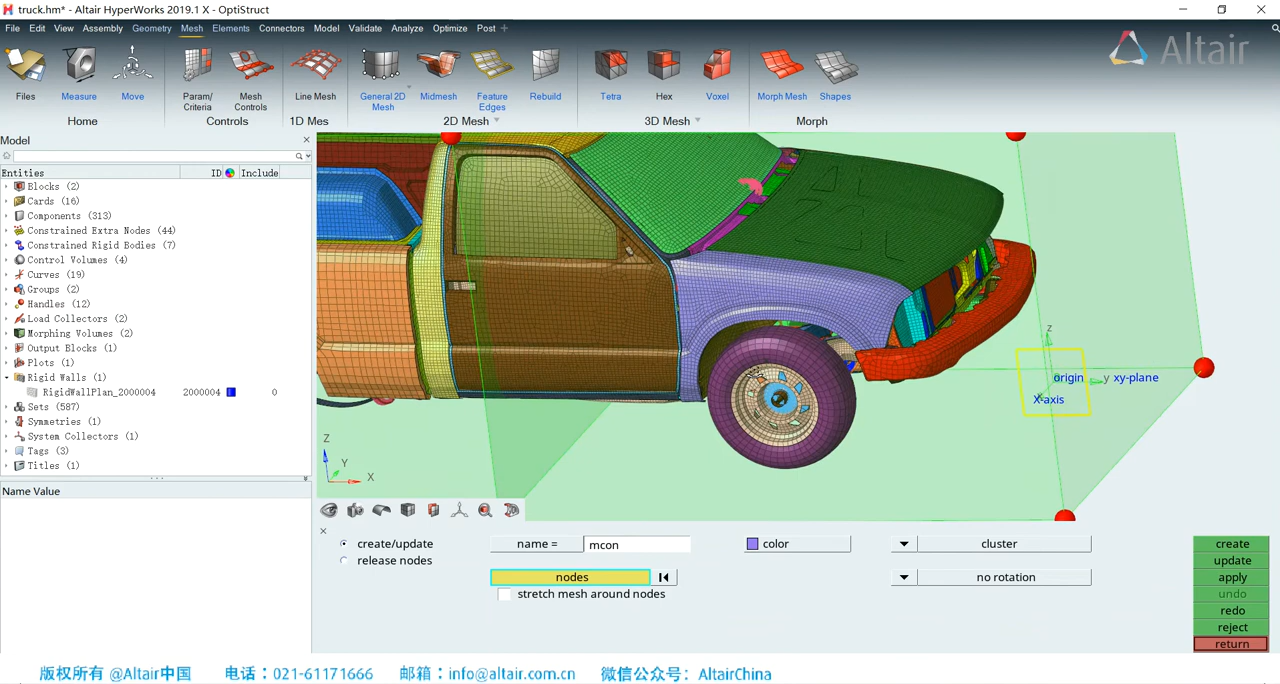 truck.hm* - Altair HyperWorks 2019.1 X - OptiStruct
File Edit View Assembly Geometry Mesh Elements Connectors Model Validate Analyze Optimize Post +
Altair
Files Measure Move Param/ Criteria Mesh Controls Line Mesh General 2D Mesh Midmesh Feature Edges Rebuild Tetra Hex Voxel Morph Mesh Shapes
Home Controls 1D Mes 2D Mesh 3D Mesh Morph
Model
Entities ID Include
Blocks (2)
Cards (16)
Components (313)
Constrained Extra Nodes (44)
Constrained Rigid Bodies (7)
Control Volumes (4)
Curves (19)
Groups (2)
Handles (12)
Load Collectors (2)
Morphing Volumes (2)
Output Blocks (1)
Plots (1)
Rigid Walls (1)
RigidWallPlan_2000004 2000004 0
Sets (587)
Symmetries (1)
System Collectors (1)
Tags (3)
Titles (1)
Name Value
z
origin y xy-plane
X-axis
Z
Y
X
create/update
release nodes
name = mcon
color
cluster
nodes
no rotation
stretch mesh around nodes
create
update
apply
undo
redo
reject
return
版权所有 @Altair中国 电话：021-61171666 邮箱：info@altair.com.cn 微信公众号：AltairChina